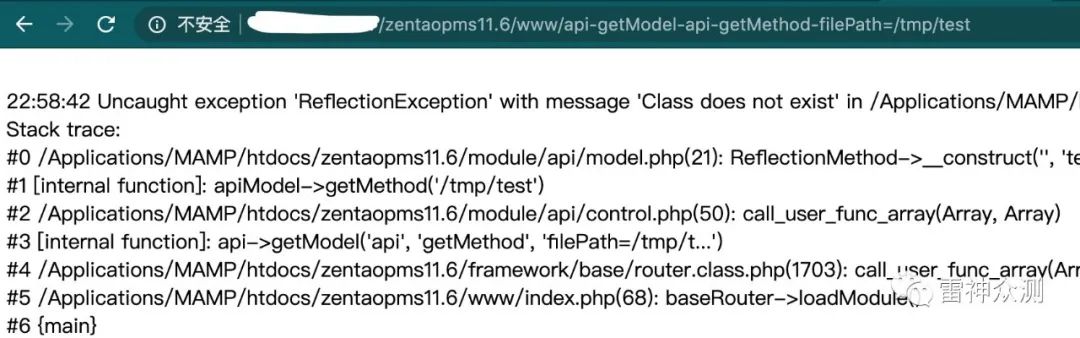 不安全 | /zentaopms11.6/www/api-getModel-api-getMethod-filePath=/tmp/test
22:58:42 Uncaught exception 'ReflectionException' with message 'Class does not exist' in /Applications/MAMP/
Stack trace:
#0 /Applications/MAMP/htdocs/zentaopms11.6/module/api/model.php(21): ReflectionMethod->__construct('', 'te
#1 [internal function]: apiModel->getMethod('/tmp/test')
#2 /Applications/MAMP/htdocs/zentaopms11.6/module/api/control.php(50): call_user_func_array(Array, Array)
#3 [internal function]: api->getModel('api', 'getMethod', 'filePath=/tmp/t...')
#4 /Applications/MAMP/htdocs/zentaopms11.6/framework/base/router.class.php(1703): call_user_func_array(Arr
#5 /Applications/MAMP/htdocs/zentaopms11.6/www/index.php(68): baseRouter->loadModule()
雷神众测
#6 {main}